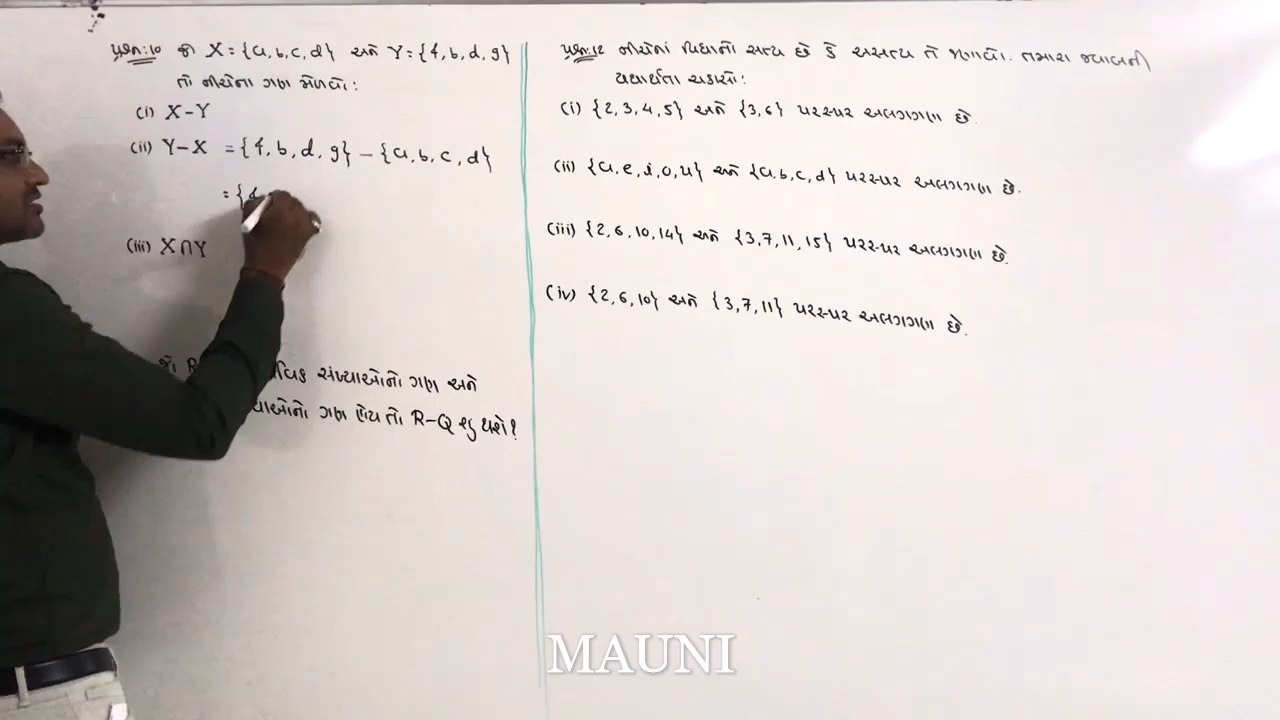 પ્રશ્ન:10 જો X = {a, b, c, d} અને Y = {f, b, d, g}
તો નીચેના ગણ મેળવો:
(i) X-Y
(ii) Y-X = {f, b, d, g} - {a, b, c, d}
= {f
(iii) X∩Y
જો R સંખ્યાઓનો ગણ અને
ગણ હોય તો R-Q શું થશે?
પ્રશ્ન:12 નીચેનાં વિધાનો સત્ય છે કે અસત્ય તે જણાવો. તમારા જવાબની
યથાર્થતા ચકાસો:
(i) {2, 3, 4, 5} અને {3, 6} પરસ્પર અલગગણ છે.
(ii) {a, e, i, o, u} અને {a, b, c, d} પરસ્પર અલગગણ છે.
(iii) {2, 6, 10, 14} અને {3, 7, 11, 15} પરસ્પર અલગગણ છે.
(iv) {2, 6, 10} અને {3, 7, 11} પરસ્પર અલગગણ છે.
MAUNI